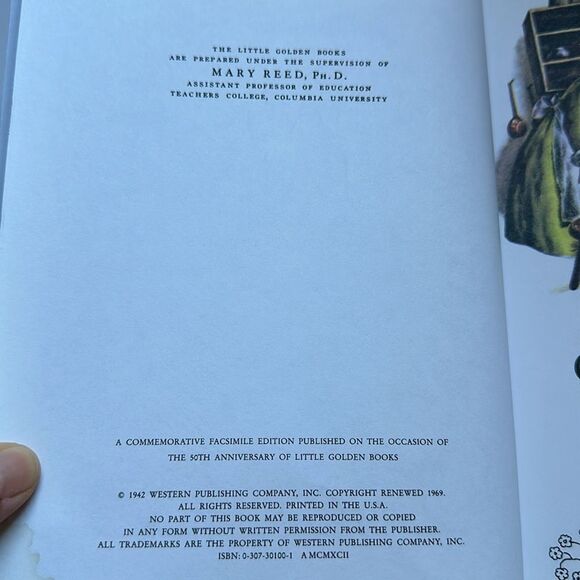 THE LITTLE GOLDEN BOOKS
ARE PREPARED UNDER THE SUPERVISION OF
MARY REED, PH.D.
ASSISTANT PROFESSOR OF EDUCATION
TEACHERS COLLEGE, COLUMBIA UNIVERSITY
A COMMEMORATIVE FACSIMILE EDITION PUBLISHED ON THE OCCASION OF
THE 50TH ANNIVERSARY OF LITTLE GOLDEN BOOKS
© 1942 WESTERN PUBLISHING COMPANY, INC. COPYRIGHT RENEWED 1969.
ALL RIGHTS RESERVED. PRINTED IN THE U.S.A.
NO PART OF THIS BOOK MAY BE REPRODUCED OR COPIED
IN ANY FORM WITHOUT WRITTEN PERMISSION FROM THE PUBLISHER.
ALL TRADEMARKS ARE THE PROPERTY OF WESTERN PUBLISHING COMPANY, INC.
ISBN: 0-307-30100-1 A MCMXCII